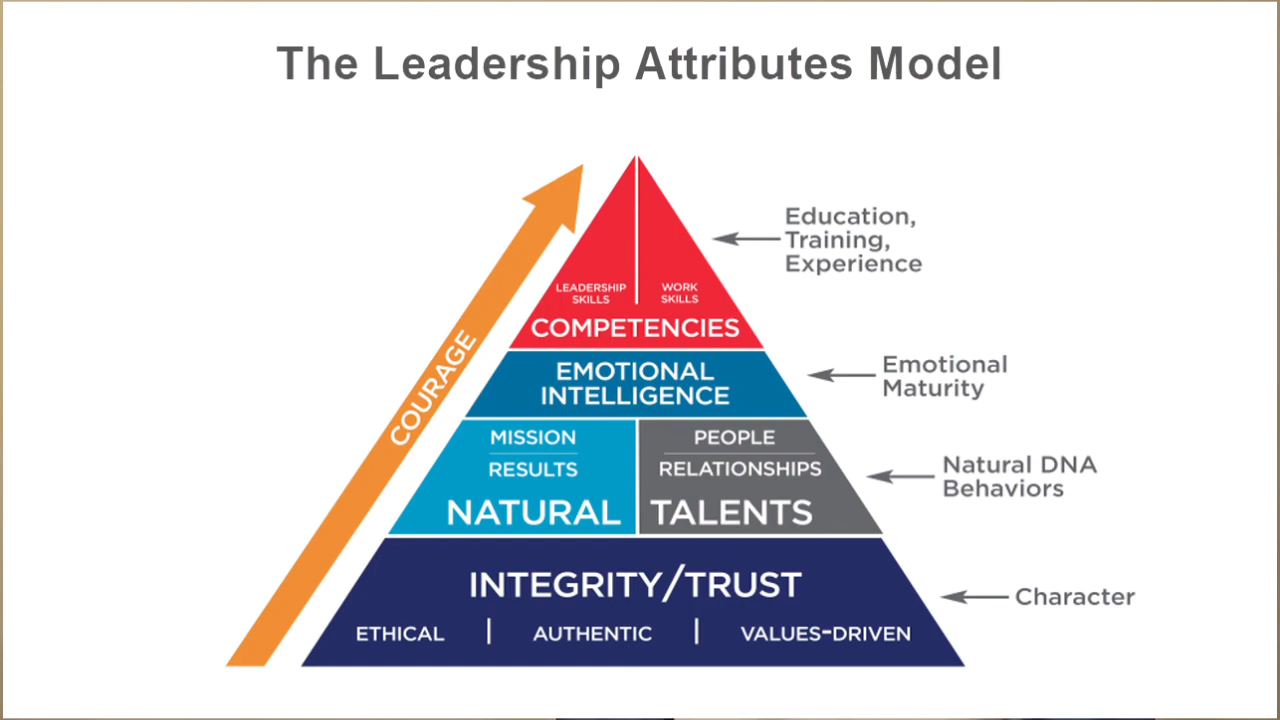 The Leadership Attributes Model
COURAGE
LEADERSHIP
SKILLS
WORK
SKILLS
COMPETENCIES
Education,
Training,
Experience
EMOTIONAL
INTELLIGENCE
Emotional
Maturity
MISSION
RESULTS
PEOPLE
RELATIONSHIPS
NATURAL TALENTS
Natural DNA
Behaviors
INTEGRITY/TRUST
ETHICAL | AUTHENTIC | VALUES-DRIVEN
Character